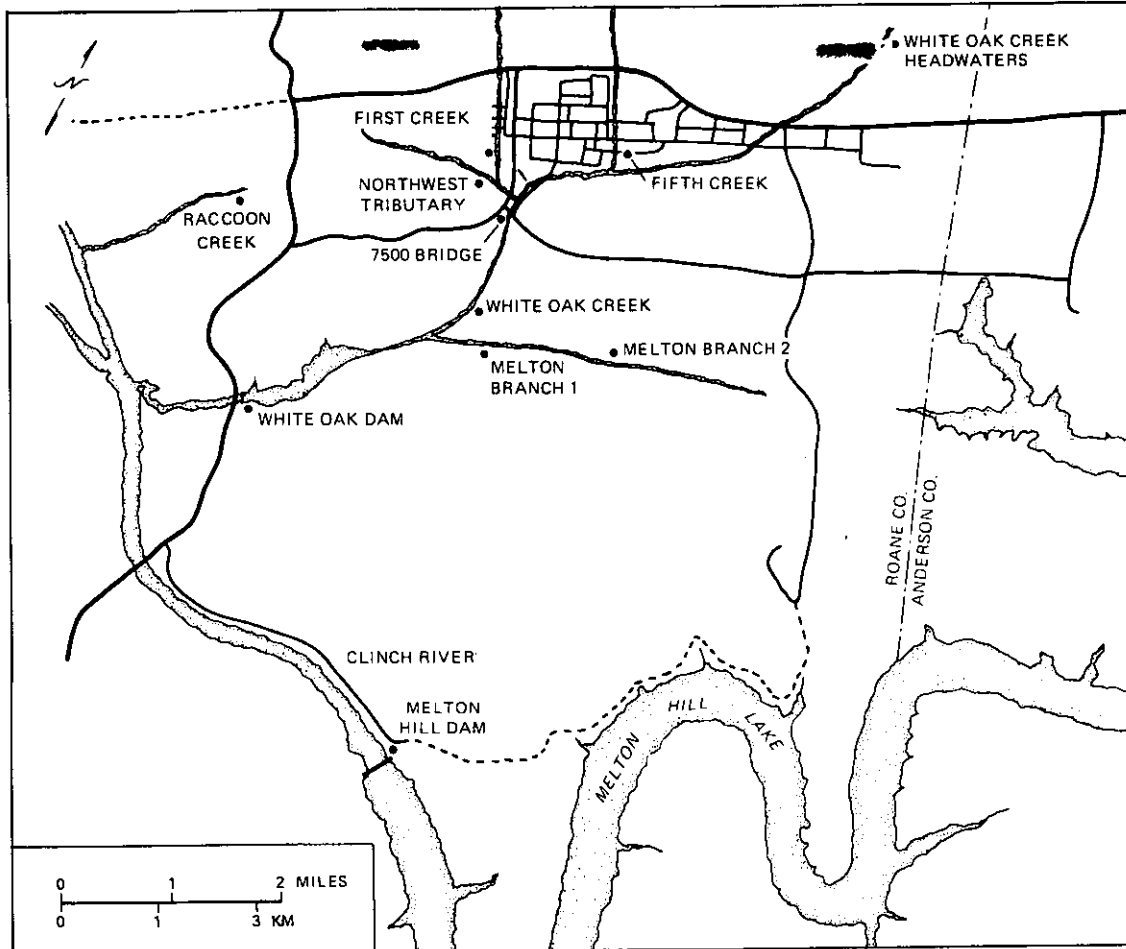 N
WHITE OAK CREEK
HEADWATERS
FIRST CREEK
FIFTH CREEK
NORTHWEST
TRIBUTARY
RACCOON
CREEK
7500 BRIDGE
WHITE OAK CREEK
MELTON BRANCH 2
MELTON
BRANCH 1
WHITE OAK DAM
ROANE CO.
ANDERSON CO.
CLINCH RIVER
MELTON
HILL DAM
MELTON HILL LAKE
0 1 2 MILES
0 1 3 KM